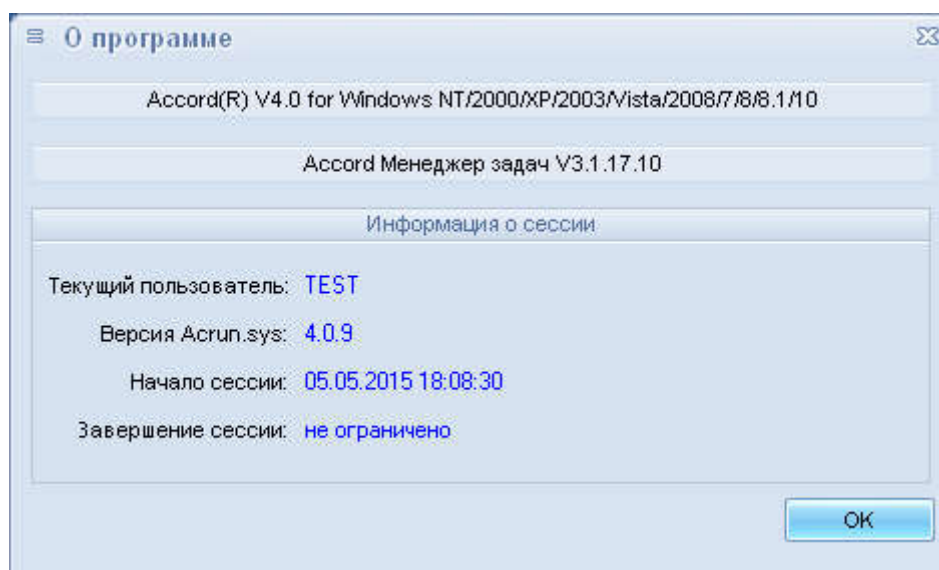 О программе
Accord(R) V4.0 for Windows NT/2000/XP/2003/Vista/2008/7/8/8.1/10
Accord Менеджер задач V3.1.17.10
Информация о сессии
Текущий пользователь: TEST
Версия Acrun.sys: 4.0.9
Начало сессии: 05.05.2015 18:08:30
Завершение сессии: не ограничено
OK